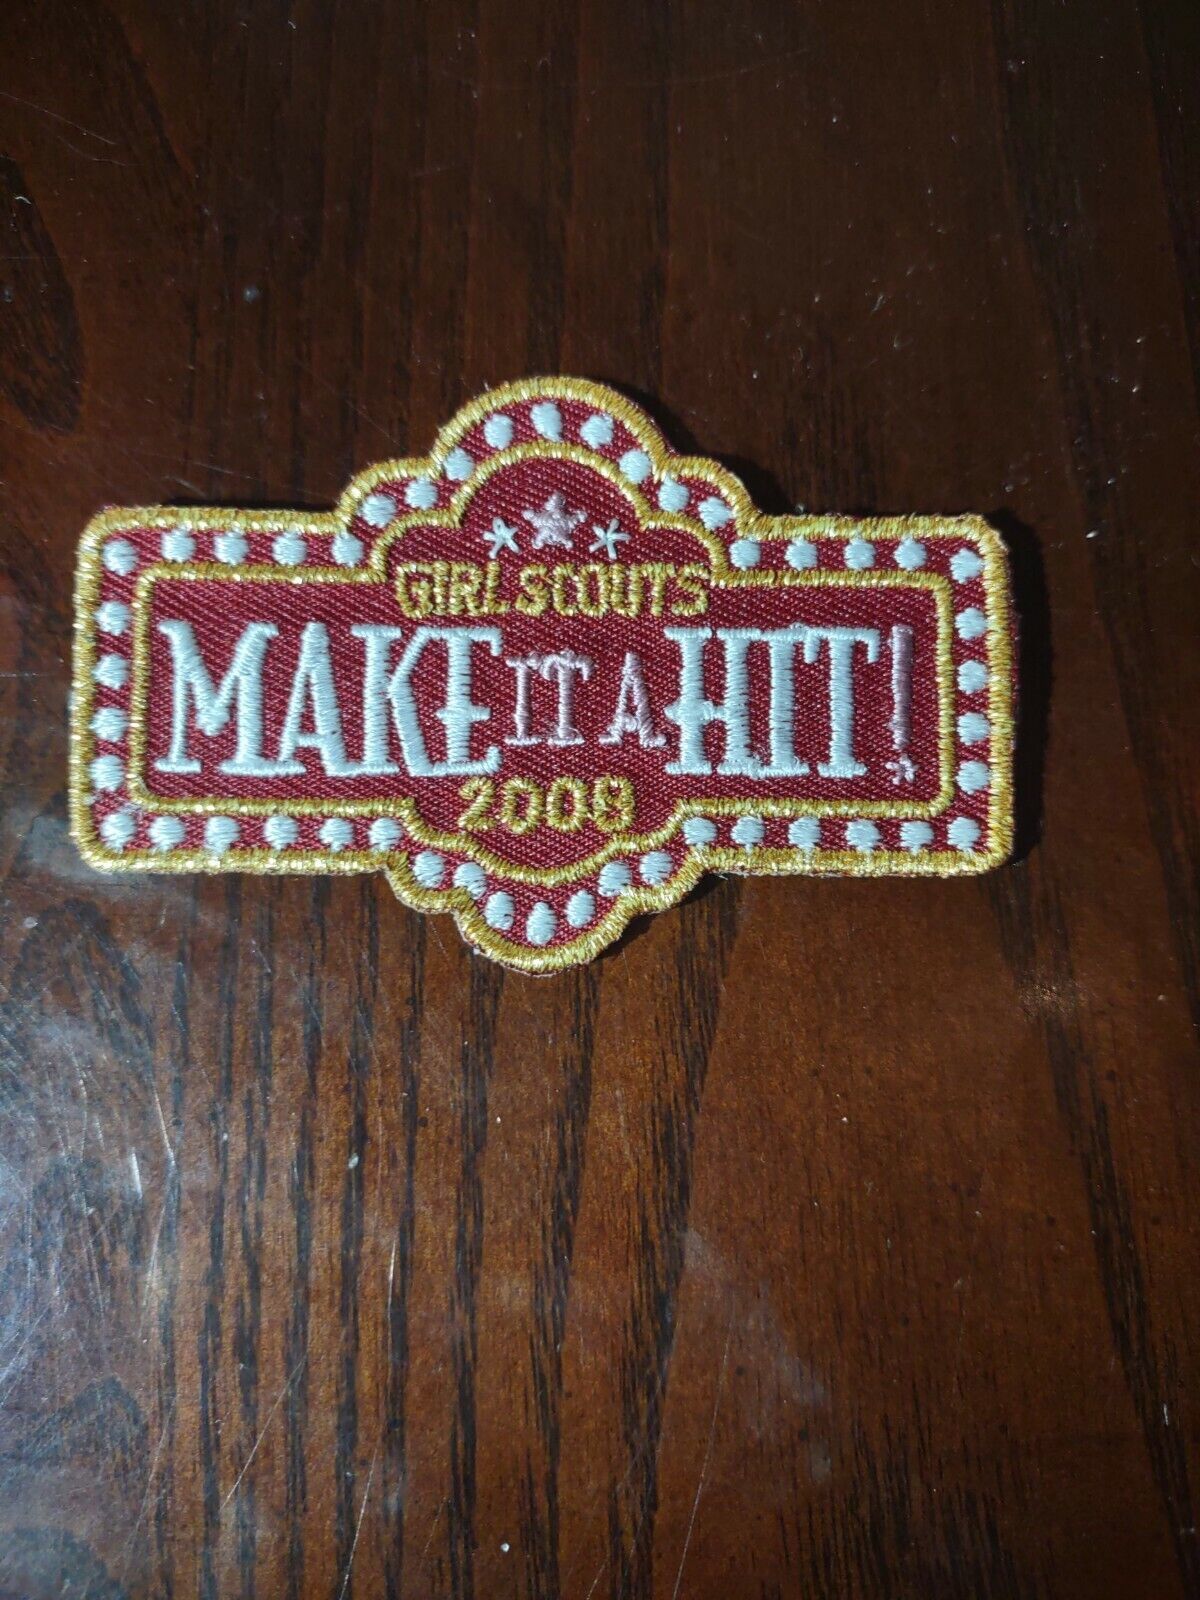 GIRL SCOUTS
MAKE IT A HIT!
2008